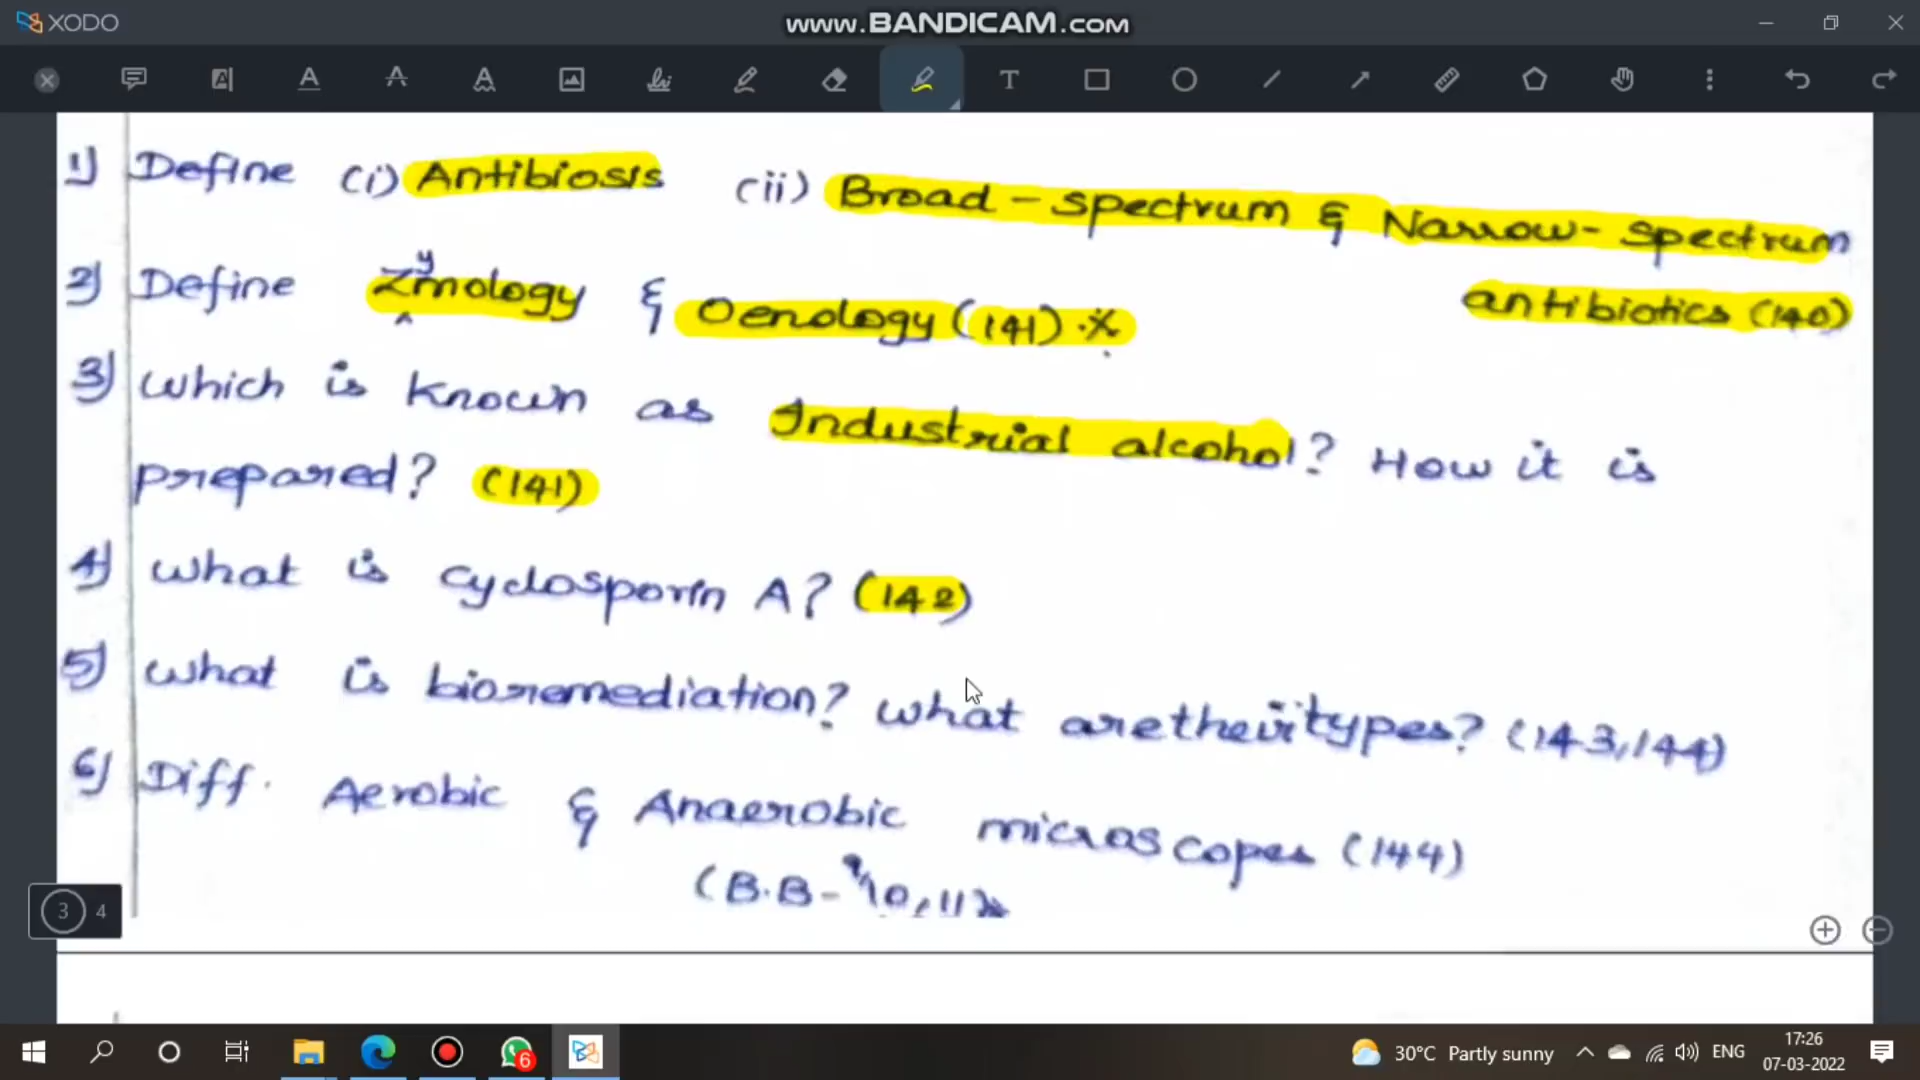 XODO
www.BANDICAM.com
1) Define (i) Antibiosis (ii) Broad-spectrum & Narrow-spectrum antibiotics (140)
2) Define Zymology & Oenology (141)
3) Which is known as Industrial alcohol? How it is
prepared? (141)
4) What is cyclosporin A? (142)
5) What is bioremediation? What are their types? (143,144)
6) Diff. Aerobic & Anaerobic microscopes (144)
(B.B-
3 4
6
30°C Partly sunny
ENG
17:26
07-03-2022